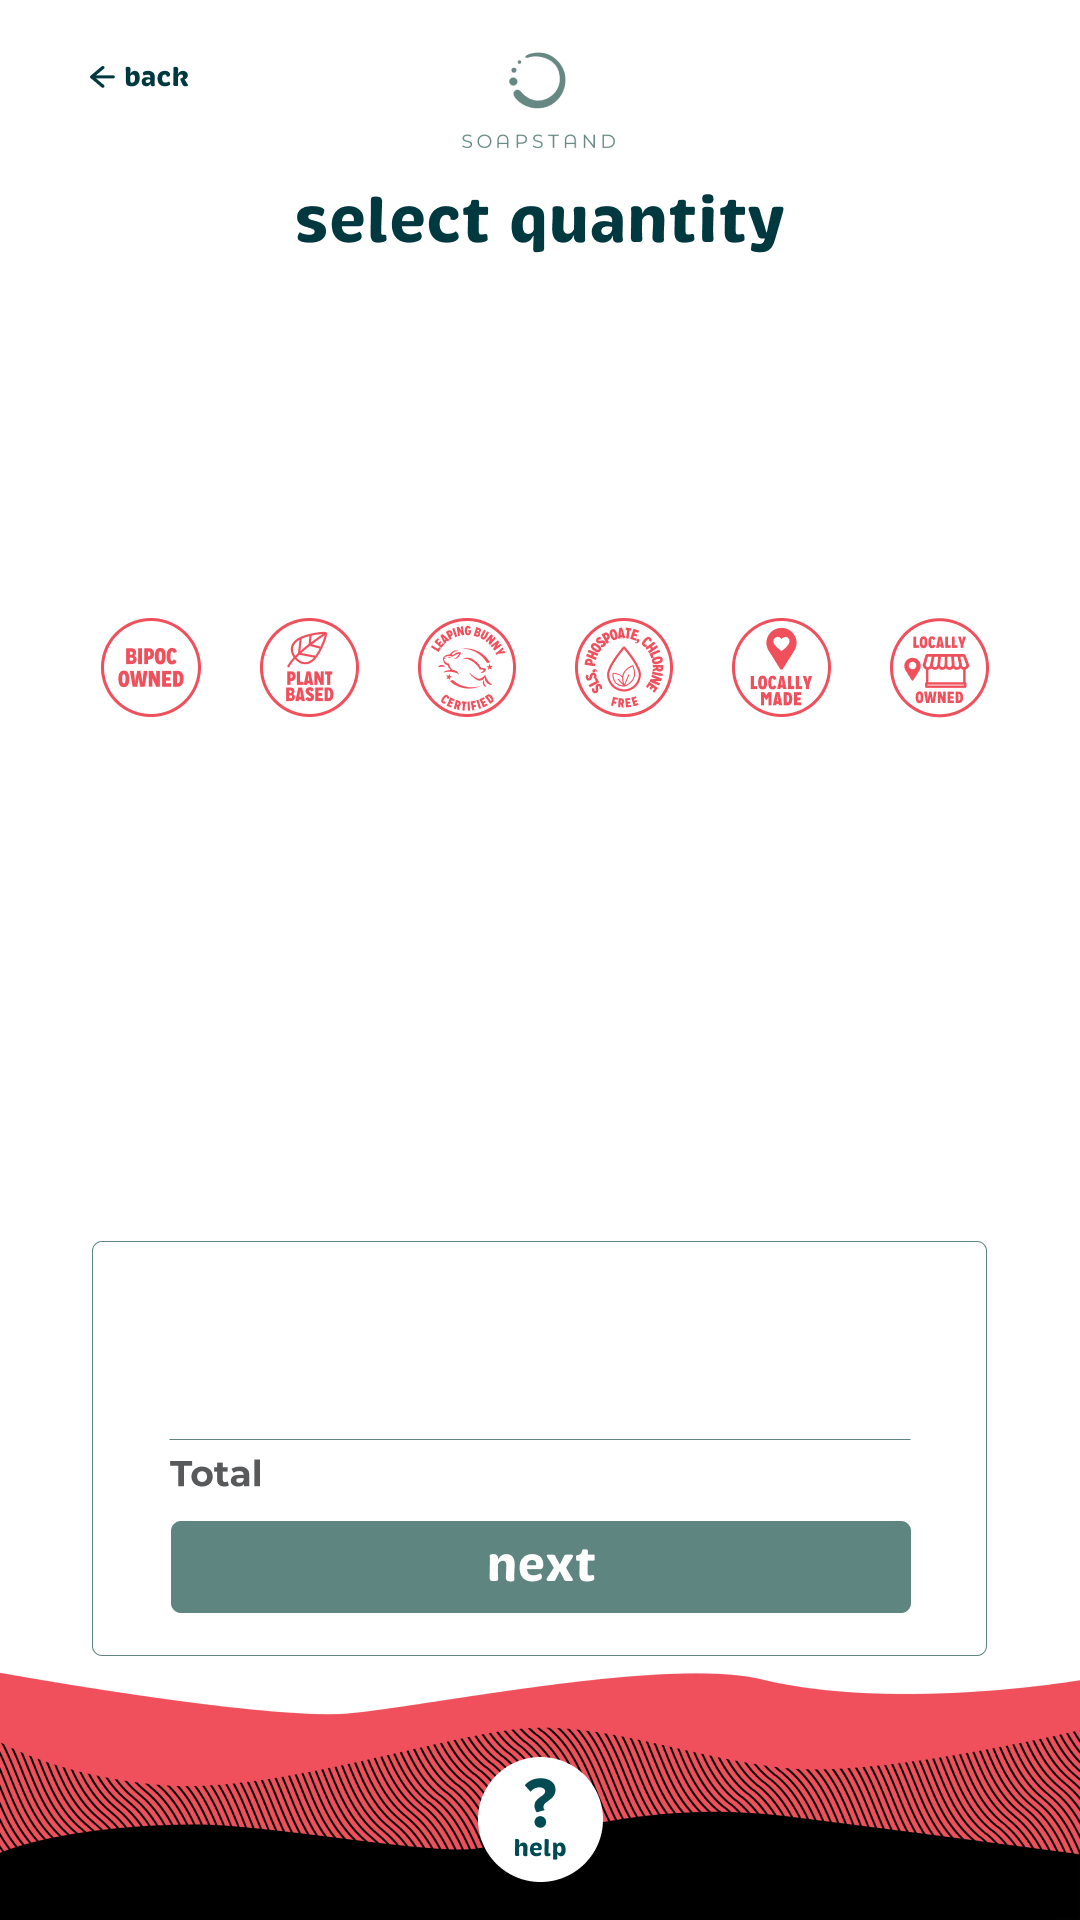 back
SOAPSTAND
select quantity
BIPOC
OWNED
PLANT
BASED
LEAPING BUNNY
CERTIFIED
SLS, PHOSPOATE, CHLORINE
FREE
LOCALLY
MADE
LOCALLY
OWNED
Total
next
?
help